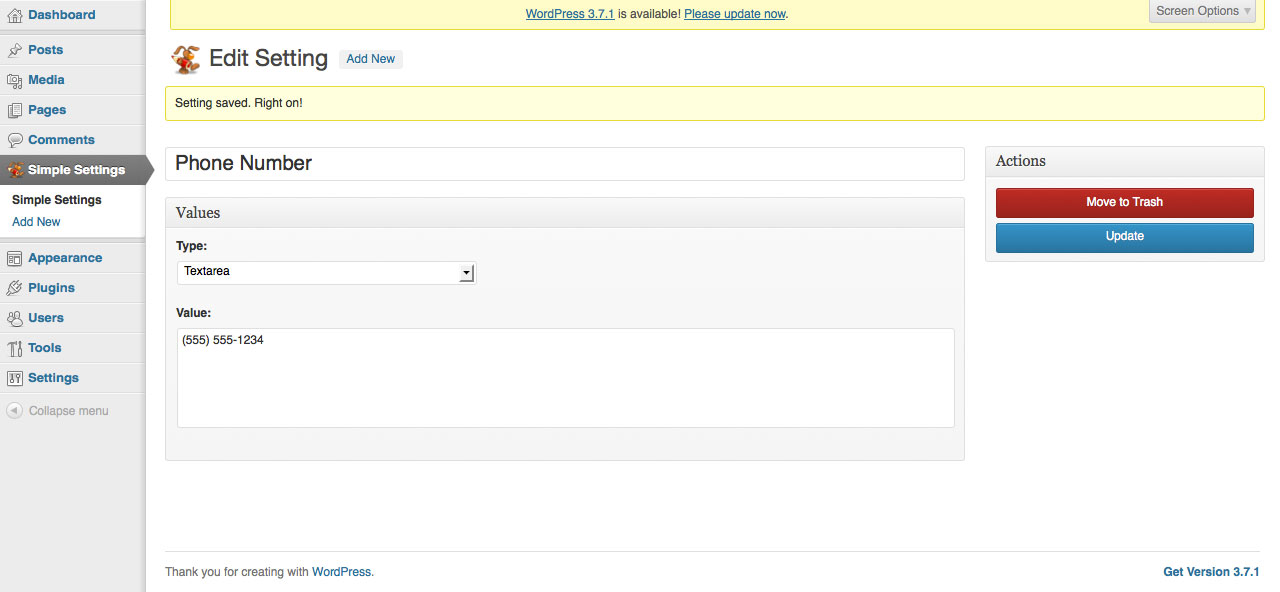 Dashboard
Posts
Media
Pages
Comments
Simple Settings
Simple Settings
Add New
Appearance
Plugins
Users
Tools
Settings
Collapse menu
WordPress 3.7.1 is available! Please update now.
Screen Options
Edit Setting Add New
Setting saved. Right on!
Phone Number
Values
Type:
Textarea
Value:
(555) 555-1234
Actions
Move to Trash
Update
Thank you for creating with WordPress.
Get Version 3.7.1